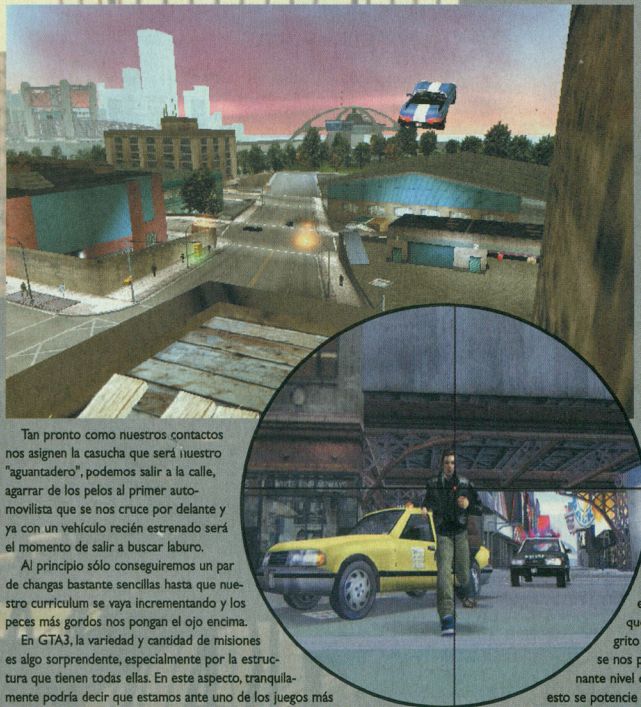 Tan pronto como nuestros contactos
nos asignen la casucha que será nuestro
"aguantadero", podemos salir a la calle,
agarrar de los pelos al primer auto-
movilista que se nos cruce por delante y
ya con un vehículo recién estrenado será
el momento de salir a buscar laburo.
Al principio sólo conseguiremos un par
de changas bastante sencillas hasta que nue-
stro curriculum se vaya incrementando y los
peces más gordos nos pongan el ojo encima.
En GTA3, la variedad y cantidad de misiones
es algo sorprendente, especialmente por la estruc-
tura que tienen todas ellas. En este aspecto, tranquila-
mente podría decir que estamos ante uno de los juegos más
que
grito
se nos p
nante nivel
esto se potencie